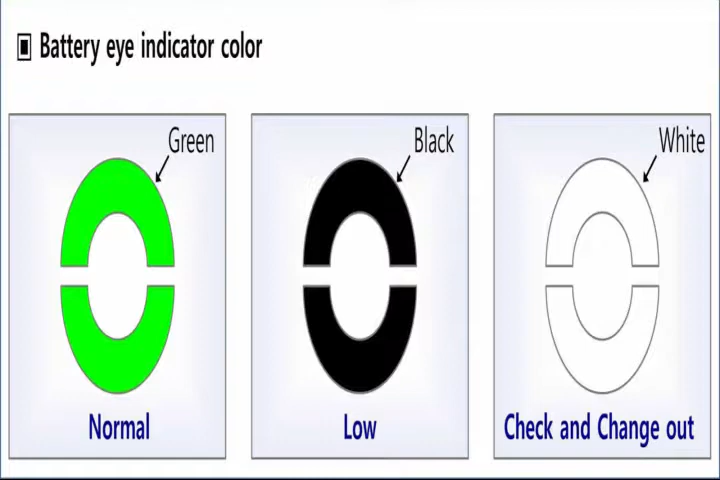 ▣ Battery eye indicator color
Green
Black
White
Normal
Low
Check and Change out